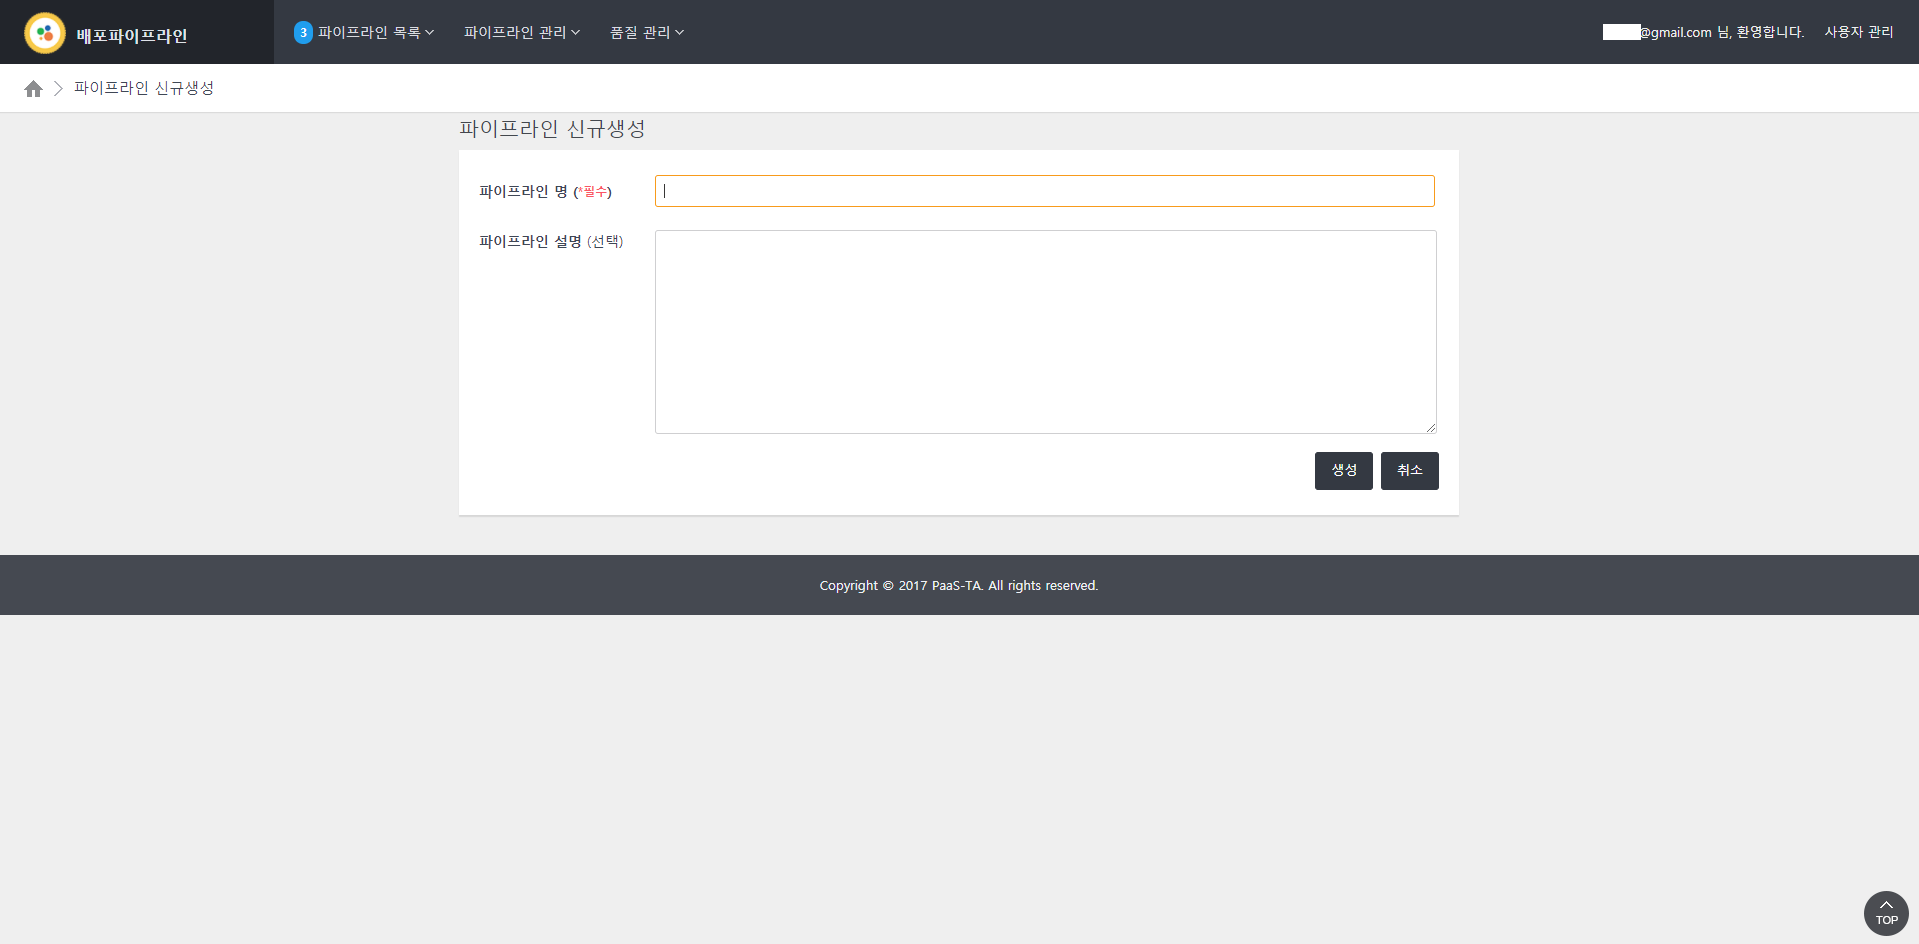 배포파이프라인
3 파이프라인 목록 파이프라인 관리 품질 관리
@gmail.com 님, 환영합니다. 사용자 관리
파이프라인 신규생성
파이프라인 신규생성
파이프라인 명 (*필수)
파이프라인 설명 (선택)
생성 취소
Copyright © 2017 PaaS-TA. All rights reserved.
TOP